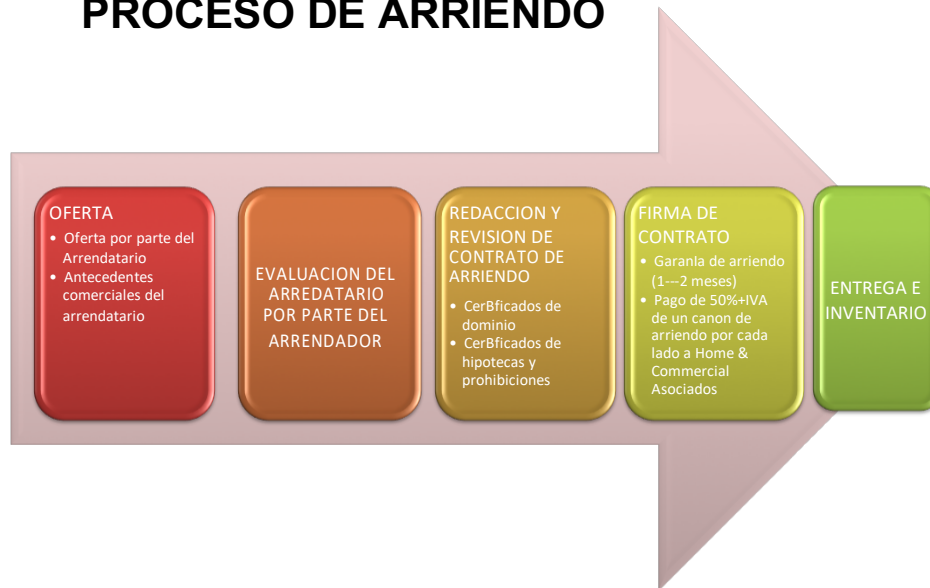 PROCESO DE ARRIENDO
OFERTA
• Oferta por parte del
Arrendatario
• Antecedentes
comerciales del
arrendatario
EVALUACION DEL
ARREDATARIO
POR PARTE DEL
ARRENDADOR
REDACCION Y
REVISION DE
CONTRATO DE
ARRIENDO
• CerBficados de
dominio
• CerBficados de
hipotecas y
prohibiciones
FIRMA DE
CONTRATO
• Garanla de arriendo
(1---2 meses)
• Pago de 50%+IVA
de un canon de
arriendo por cada
lado a Home &
Commercial
Asociados
ENTREGA E
INVENTARIO